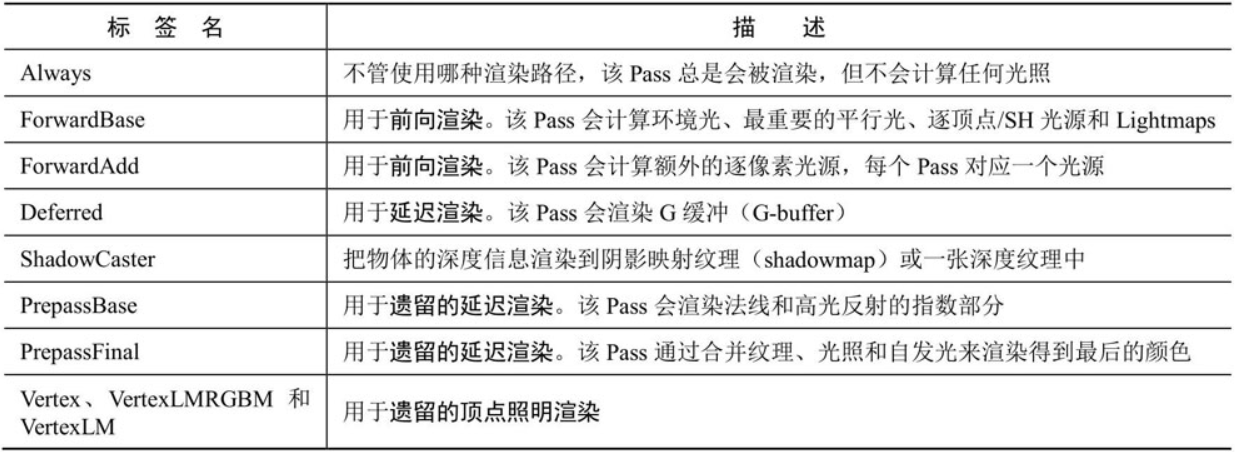 标 签 名 描 述
Always 不管使用哪种渲染路径，该 Pass 总是会被渲染，但不会计算任何光照
ForwardBase 用于前向渲染。该 Pass 会计算环境光、最重要的平行光、逐顶点/SH 光源和 Lightmaps
ForwardAdd 用于前向渲染。该 Pass 会计算额外的逐像素光源，每个 Pass 对应一个光源
Deferred 用于延迟渲染。该 Pass 会渲染 G 缓冲（G-buffer）
ShadowCaster 把物体的深度信息渲染到阴影映射纹理（shadowmap）或一张深度纹理中
PrepassBase 用于遗留的延迟渲染。该 Pass 会渲染法线和高光反射的指数部分
PrepassFinal 用于遗留的延迟渲染。该 Pass 通过合并纹理、光照和自发光来渲染得到最后的颜色
Vertex、VertexLMRGBM 和
VertexLM
用于遗留的顶点照明渲染